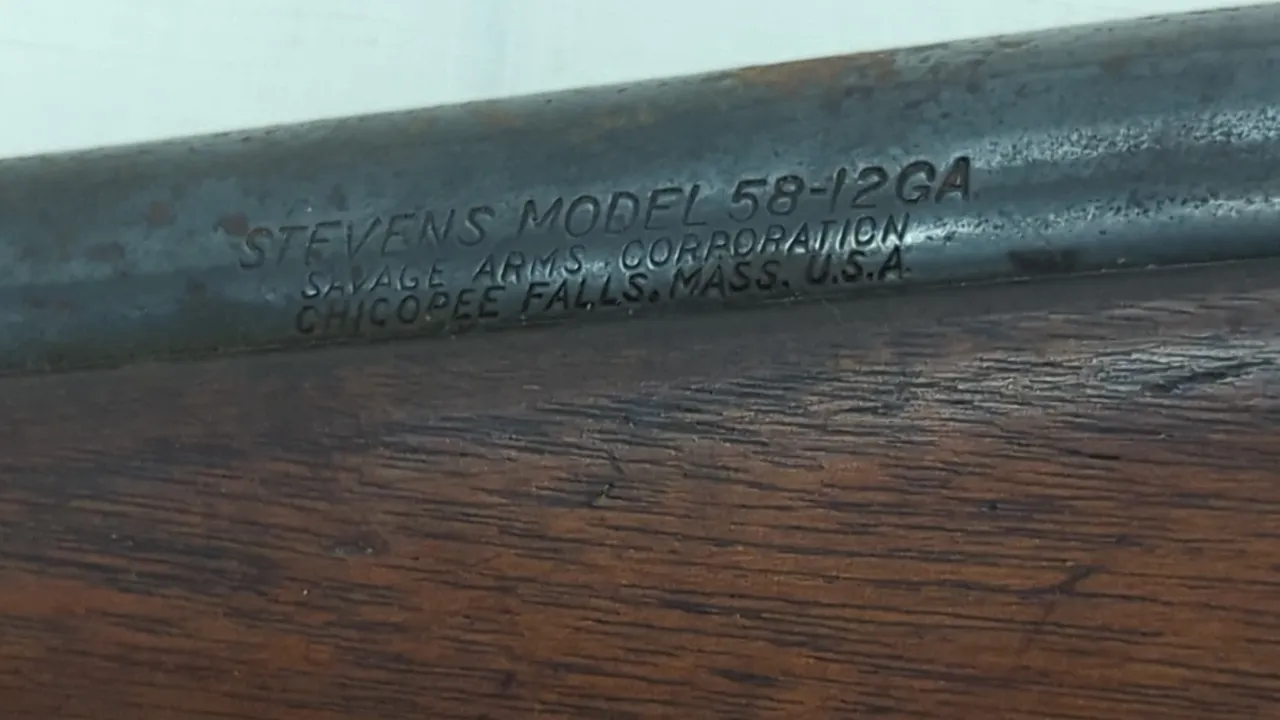 STEVENS MODEL 58-12GA
SAVAGE ARMS CORPORATION
CHICOPEE FALLS, MASS. U.S.A.